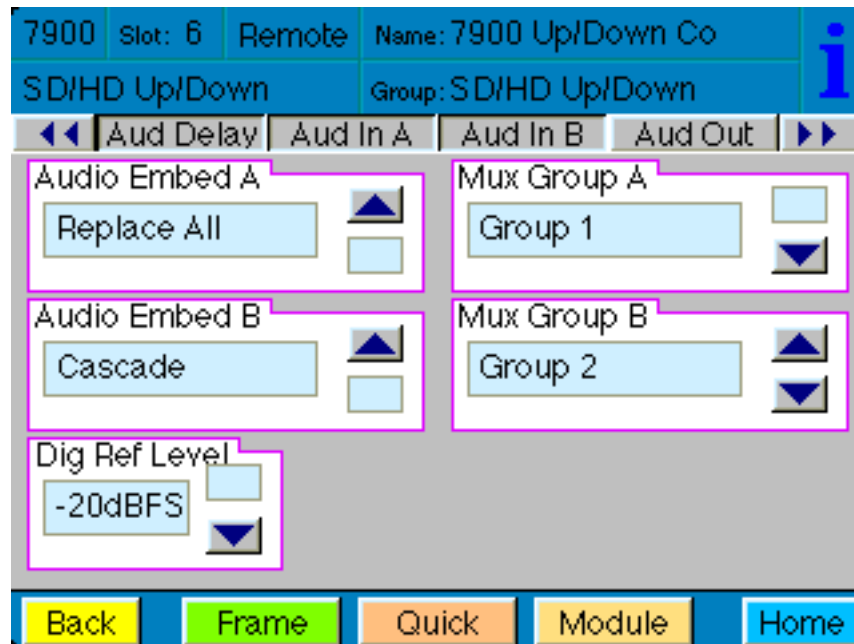 7900 Slot: 6 Remote Name: 7900 Up/Down Co
i
SD/HD Up/Down Group: SD/HD Up/Down
Aud Delay Aud In A Aud In B Aud Out
Audio Embed A Mux Group A
Replace All Group 1
Audio Embed B Mux Group B
Cascade Group 2
Dig Ref Level
-20dBFS
Back Frame Quick Module Home